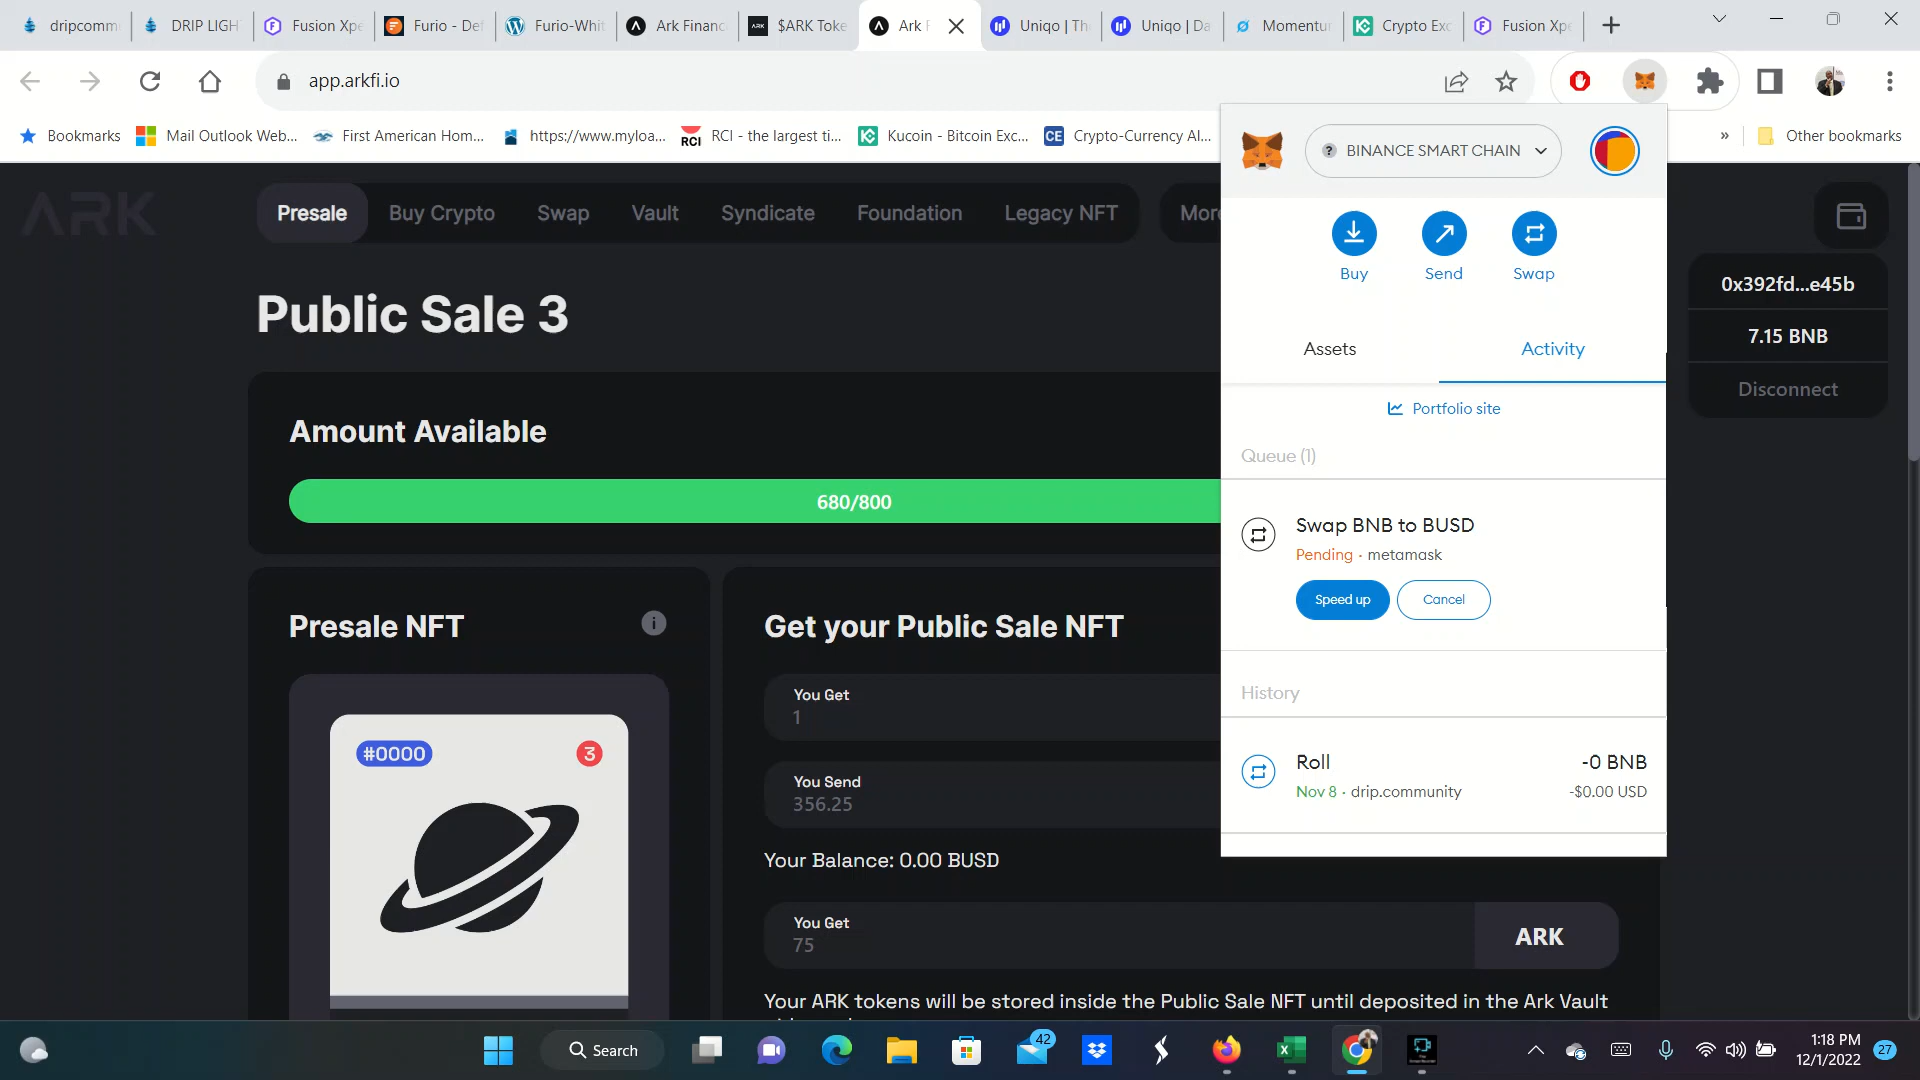 dripcomm
DRIP LIGH
Fusion Xpe
Furio - Def
Furio-Whit
Ark Financ
$ARK Toke
Ark F
Uniqo | Th
Uniqo | Da
Momentu
Crypto Exc
Fusion Xpe
app.arkfi.io
Bookmarks
Mail Outlook Web...
First American Hom...
https://www.myloa...
RCI
RCI - the largest ti...
Kucoin - Bitcoin Exc...
CE
Crypto-Currency AI...
»
Other bookmarks
ARK
Presale
Buy Crypto
Swap
Vault
Syndicate
Foundation
Legacy NFT
More
Public Sale 3
Amount Available
680/800
Presale NFT
#0000
3
Get your Public Sale NFT
You Get
1
You Send
356.25
Your Balance: 0.00 BUSD
You Get
75
ARK
Your ARK tokens will be stored inside the Public Sale NFT until deposited in the Ark Vault
BINANCE SMART CHAIN
Buy
Send
Swap
Assets
Activity
Portfolio site
Queue (1)
Swap BNB to BUSD
Pending · metamask
Speed up
Cancel
History
Roll
-0 BNB
Nov 8 · drip.community
-$0.00 USD
0x392fd...e45b
7.15 BNB
Disconnect
Search
42
1:18 PM
12/1/2022
27